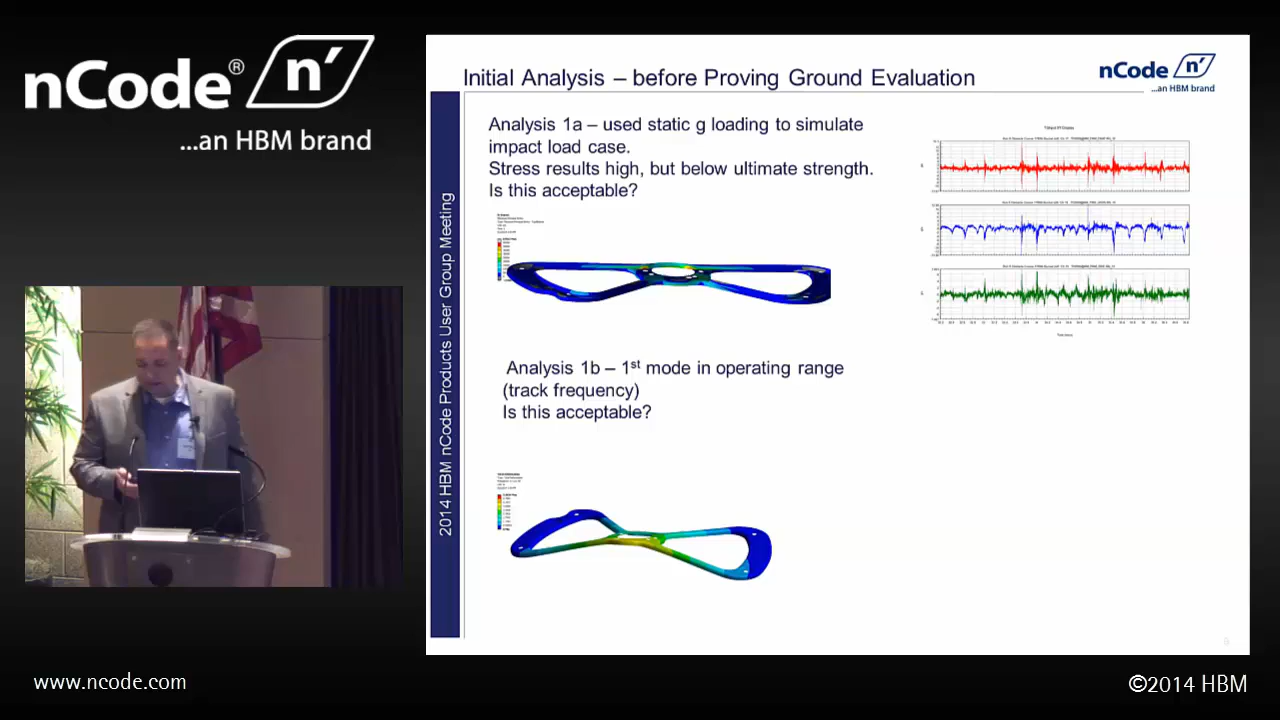 nCode® n'
...an HBM brand
Initial Analysis – before Proving Ground Evaluation
nCode n'
...an HBM brand
2014 HBM nCode Products User Group Meeting
Analysis 1a – used static g loading to simulate
impact load case.
Stress results high, but below ultimate strength.
Is this acceptable?
Analysis 1b – 1st mode in operating range
(track frequency)
Is this acceptable?
www.ncode.com
©2014 HBM